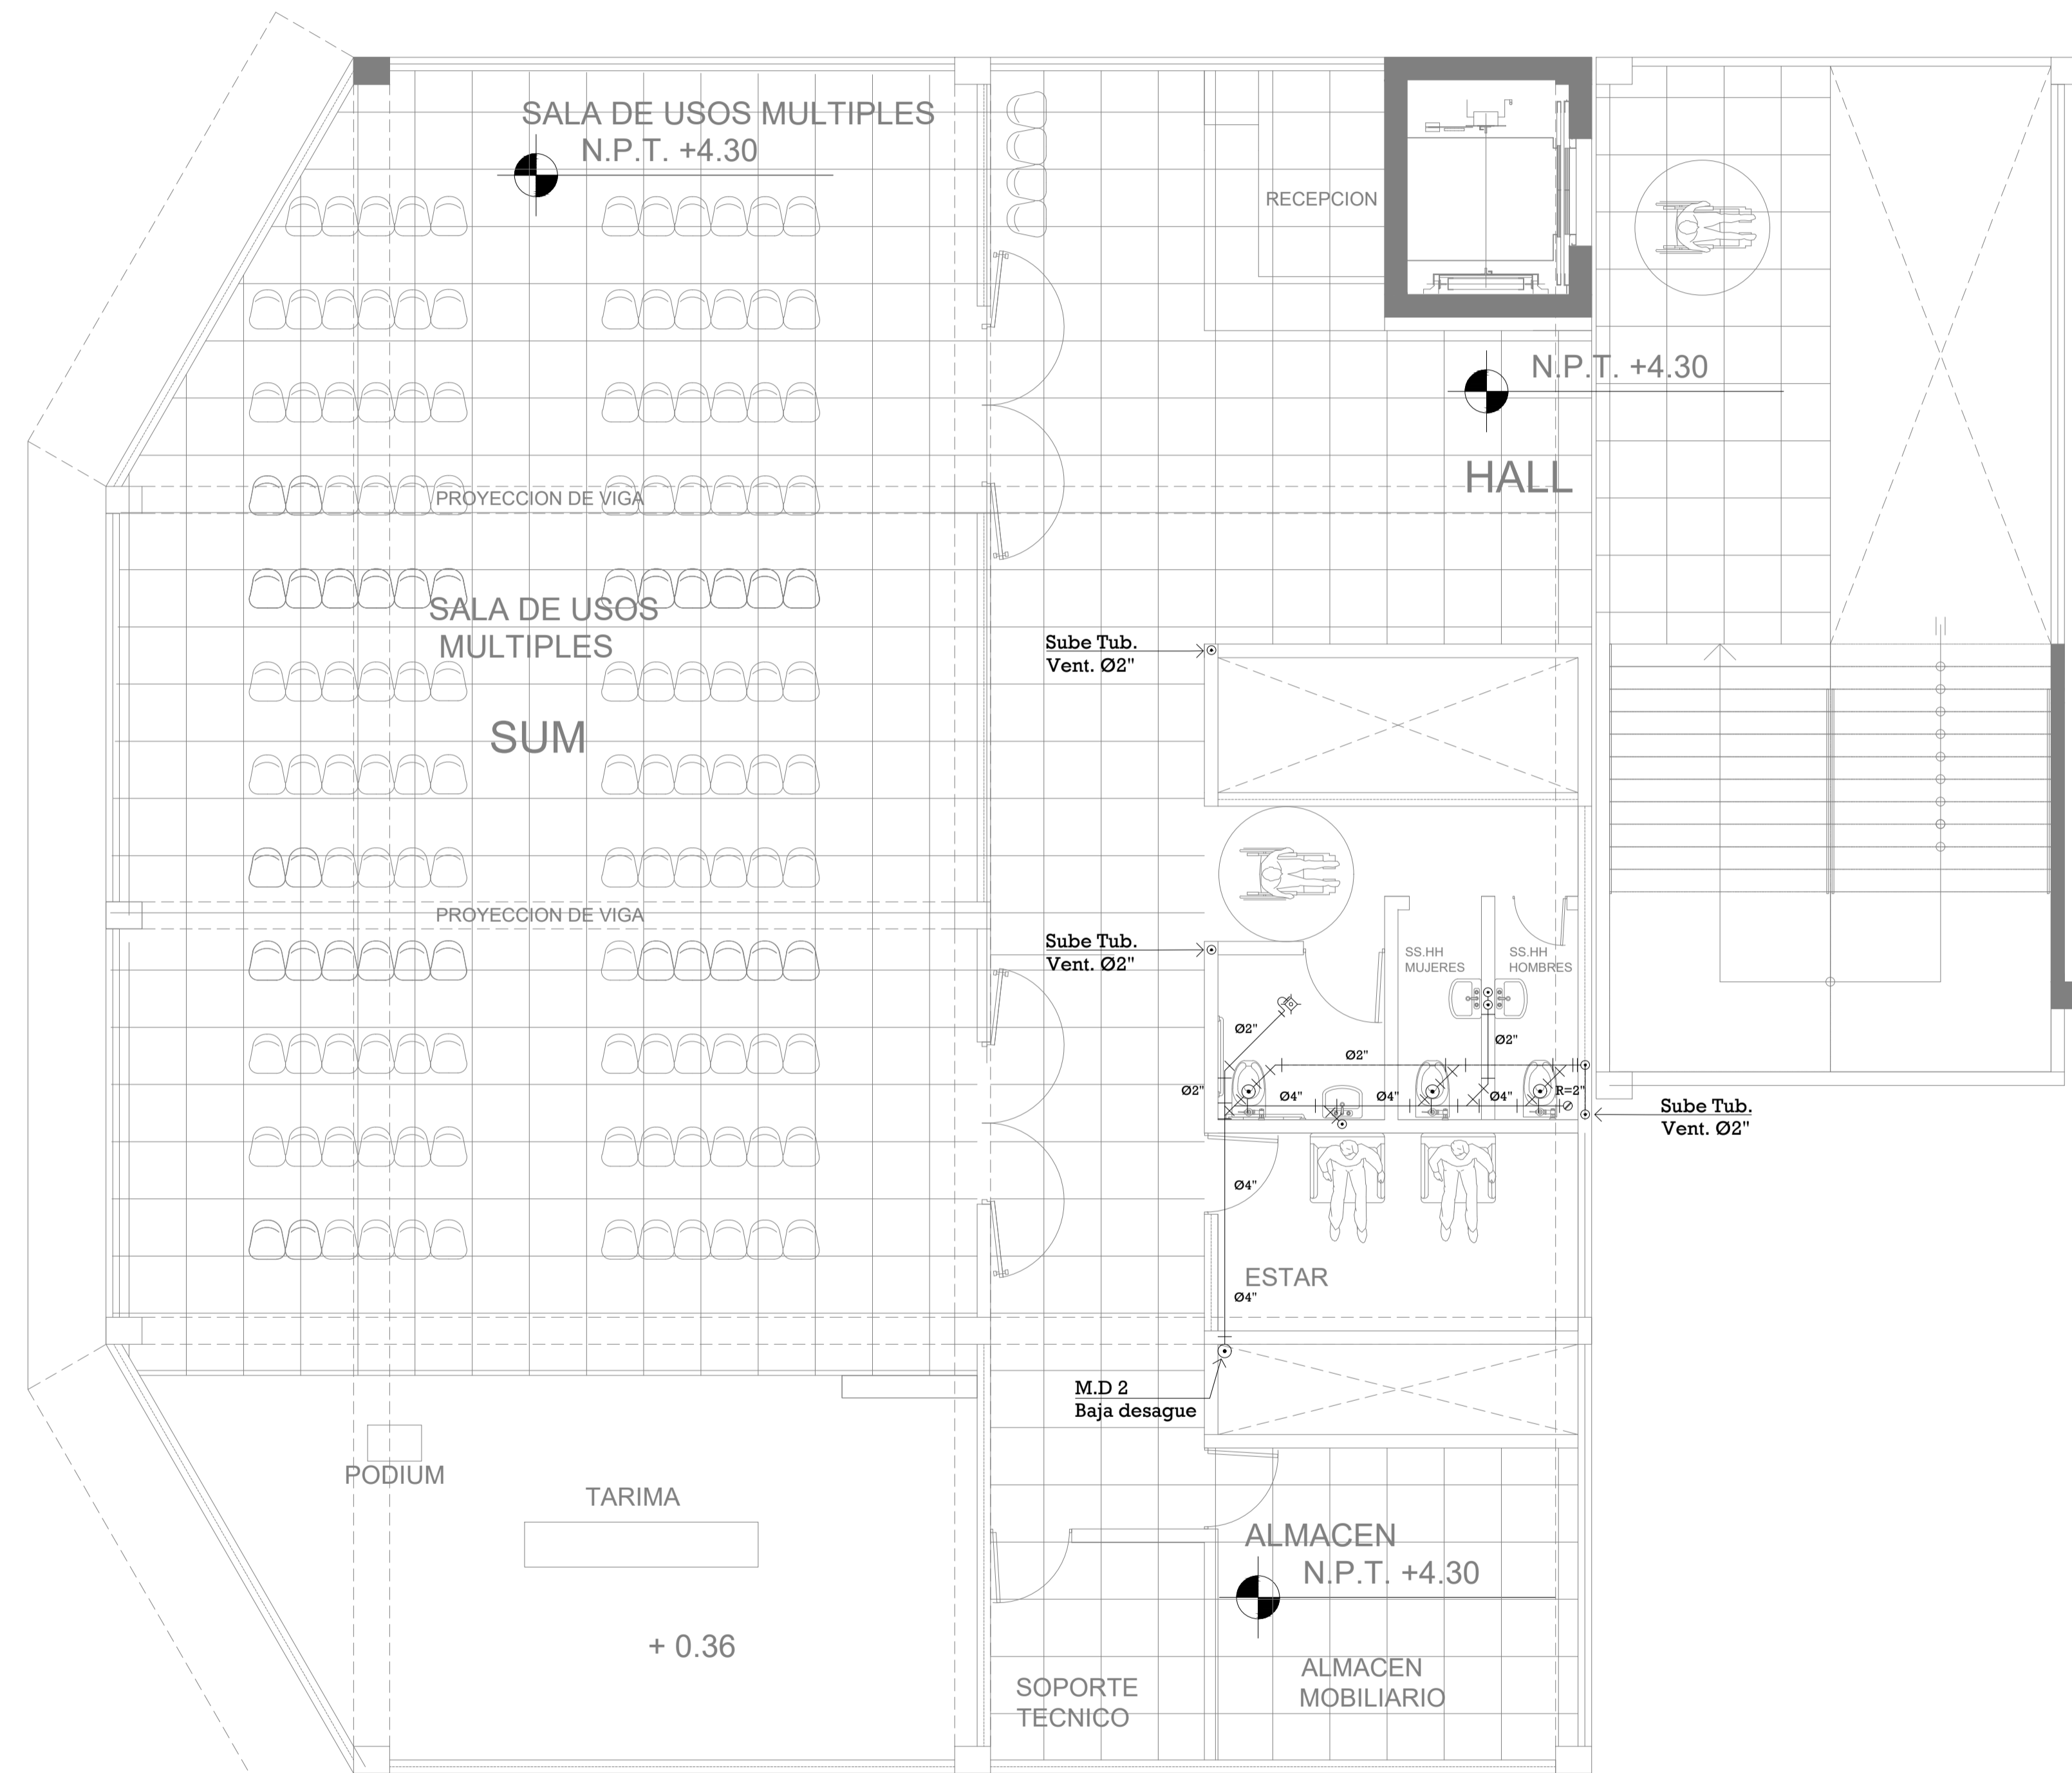 SALA DE USOS MULTIPLES
N.P.T. +4.30
RECEPCION
N.P.T. +4.30
HALL
PROYECCION DE VIGA
SALA DE USOS
MULTIPLES
Sube Tub.
Vent. Ø2"
SUM
PROYECCION DE VIGA
Sube Tub.
Vent. Ø2"
SS.HH
MUJERES
SS.HH
HOMBRES
Ø2"
Ø2"
Ø2"
Ø2"
Ø4"
Ø4"
Ø4"
R=2"
Sube Tub.
Vent. Ø2"
Ø4"
ESTAR
Ø4"
M.D 2
Baja desague
PODIUM
TARIMA
ALMACEN
N.P.T. +4.30
+ 0.36
SOPORTE
TECNICO
ALMACEN
MOBILIARIO